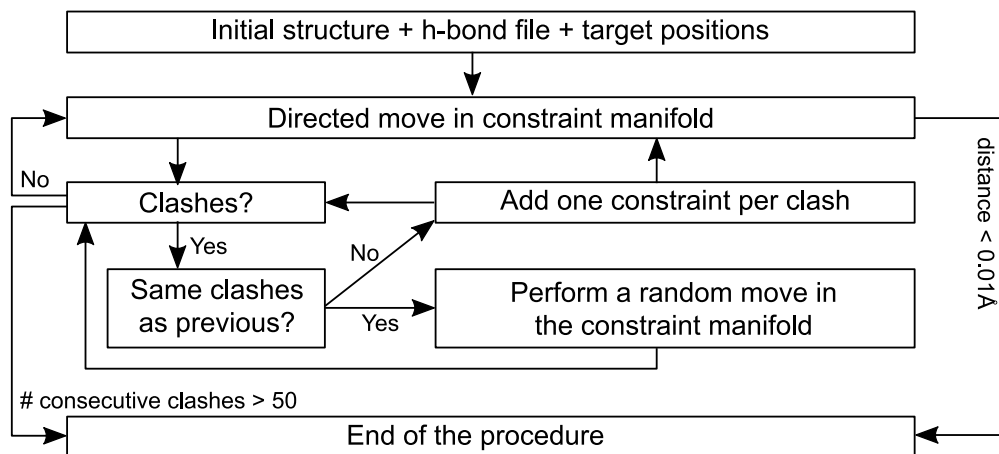 Initial structure + h-bond file + target positions
Directed move in constraint manifold
No
distance < 0.01Å
Clashes?
Add one constraint per clash
Yes
No
Same clashes
as previous?
Yes
Perform a random move in
the constraint manifold
# consecutive clashes > 50
End of the procedure